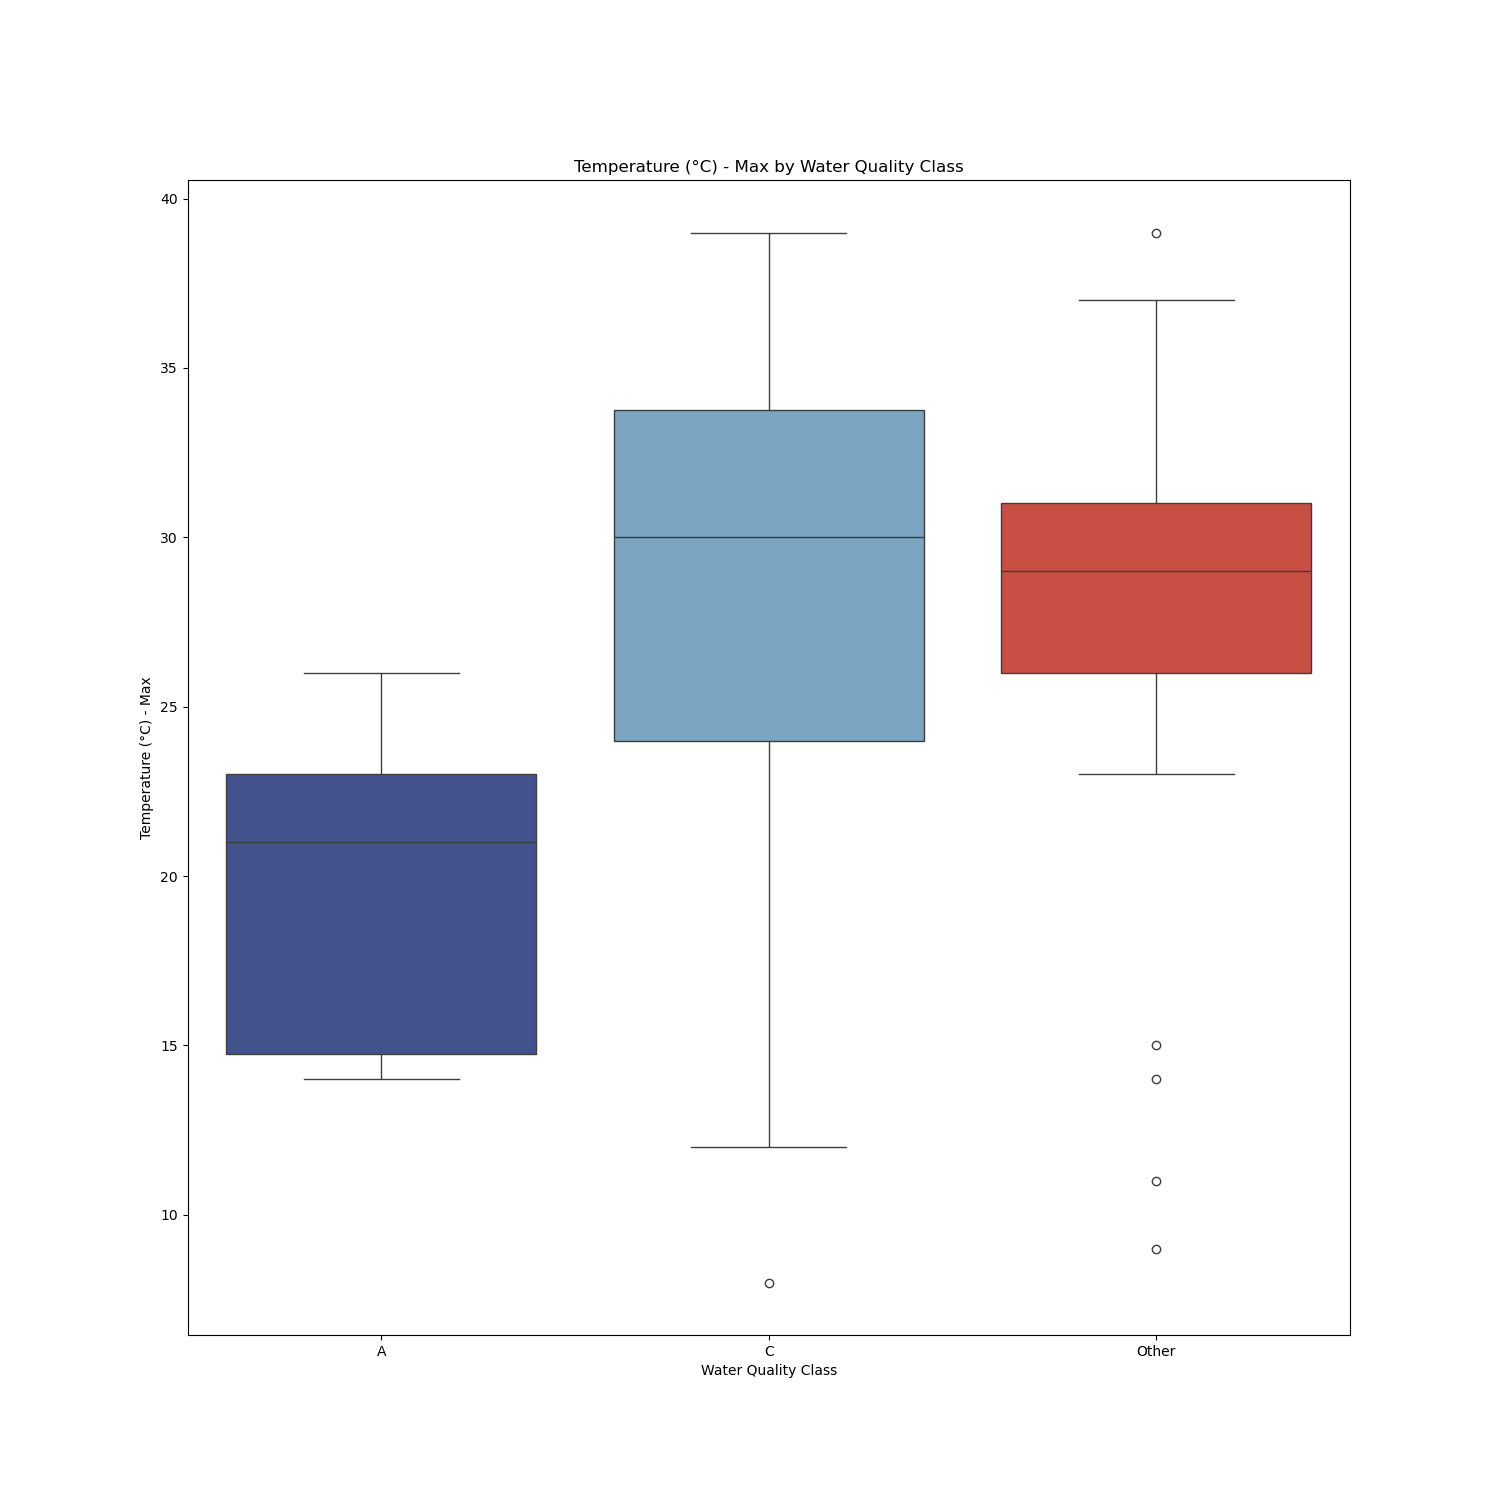 Temperature (°C) - Max by Water Quality Class
40
35
30
25
20
15
10
Temperature (°C) - Max
A
C
Other
Water Quality Class